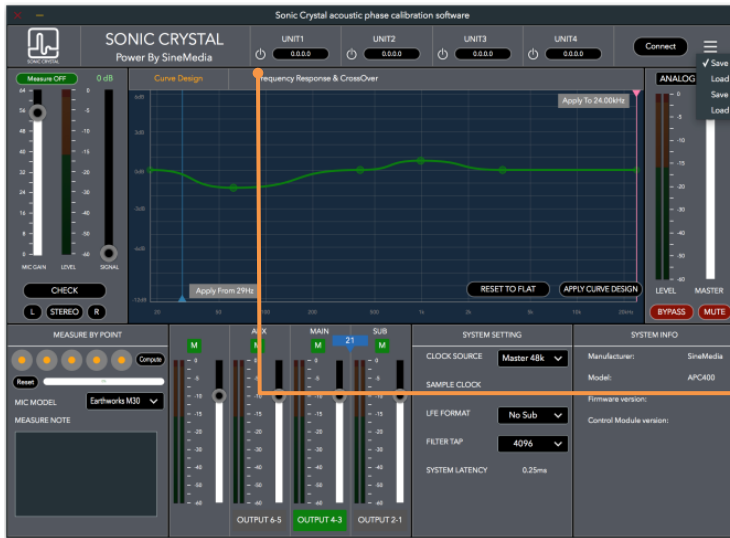 Sonic Crystal acoustic phase calibration software
SONIC CRYSTAL
SONIC CRYSTAL
Power By SineMedia
UNIT1
0.0.0.0
UNIT2
0.0.0.0
UNIT3
0.0.0.0
UNIT4
0.0.0.0
Connect
✓ Save
Load
Save
Load
Measure OFF
0 dB
Curve Design
Frequency Response & CrossOver
ANALOG
Apply To 24.00kHz
Apply From 29Hz
RESET TO FLAT
APPLY CURVE DESIGN
MIC GAIN
LEVEL
SIGNAL
CHECK
L
STEREO
R
LEVEL
MASTER
BYPASS
MUTE
MEASURE BY POINT
Compute
Reset
MIC MODEL
Earthworks M30
MEASURE NOTE
MAIN
SUB
M
M
M
M
21
OUTPUT 6-5
OUTPUT 4-3
OUTPUT 2-1
SYSTEM SETTING
CLOCK SOURCE
Master 48k
SAMPLE CLOCK
LFE FORMAT
No Sub
FILTER TAP
4096
SYSTEM LATENCY
0.25ms
SYSTEM INFO
Manufacturer:
SineMedia
Model:
APC400
Firmware version:
Control Module version: